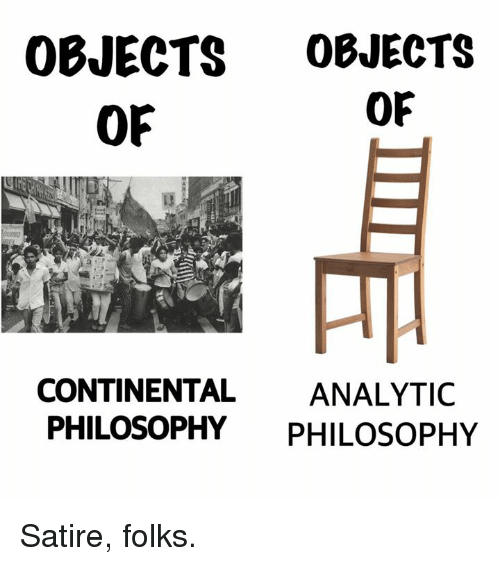 OBJECTS
OF
CONTINENTAL
PHILOSOPHY
OBJECTS
OF
ANALYTIC
PHILOSOPHY
Satire, folks.